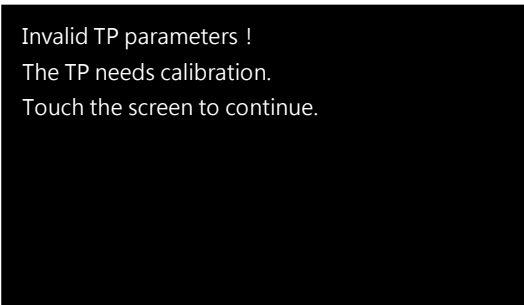 Invalid TP parameters !
The TP needs calibration.
Touch the screen to continue.